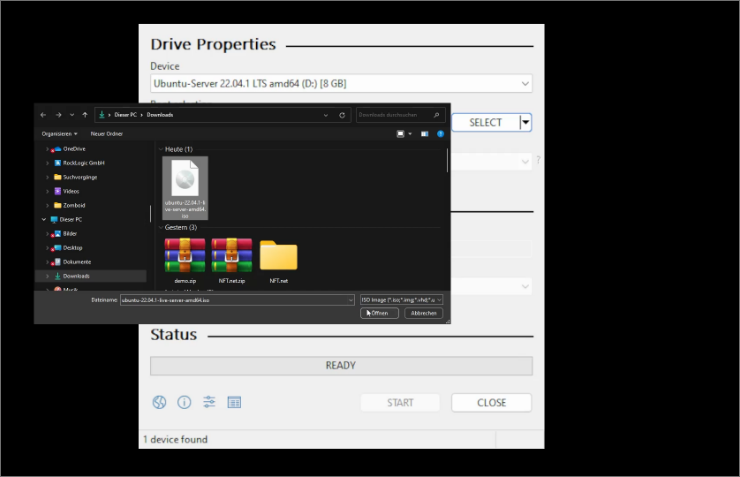 Drive Properties
Device
Ubuntu-Server 22.04.1 LTS amd64 (D:) [8 GB]
SELECT
?
Dieser PC > Downloads
Downloads durchsuchen
Organisieren
Neuer Ordner
OneDrive
RockLogic GmbH
Suchvorgänge
Videos
Zomboid
Dieser PC
Bilder
Desktop
Dokumente
Downloads
Musik
Heute (1)
ubuntu-22.04.1-li
ve-server-amd64.
iso
Gestern (3)
demo.zip
NFT.net.zip
NFT.net
Dateiname:
ubuntu-22.04.1-live-server-amd64.iso
ISO Image (*.iso;*.img;*.vhd;*.u
Öffnen
Abbrechen
Status
READY
START
CLOSE
1 device found